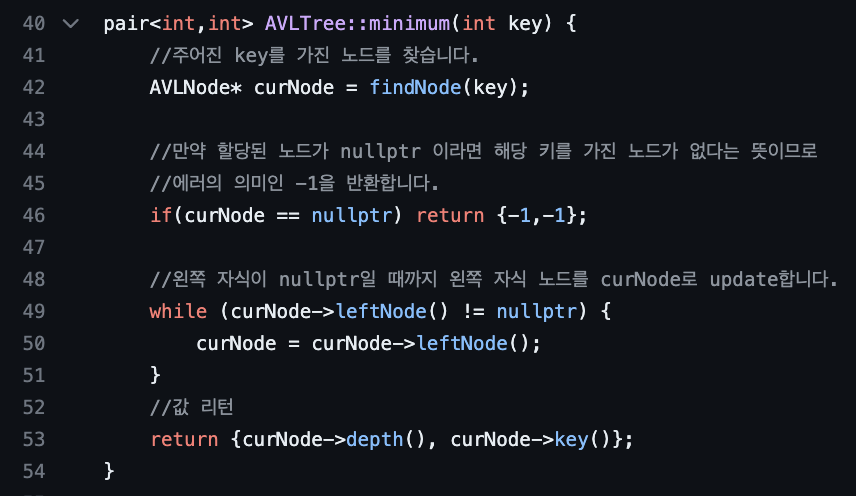 40 pair<int,int> AVLTree::minimum(int key) {
41     //주어진 key를 가진 노드를 찾습니다.
42     AVLNode* curNode = findNode(key);
43
44     //만약 할당된 노드가 nullptr 이라면 해당 키를 가진 노드가 없다는 뜻이므로
45     //에러의 의미인 -1을 반환합니다.
46     if(curNode == nullptr) return {-1,-1};
47
48     //왼쪽 자식이 nullptr일 때까지 왼쪽 자식 노드를 curNode로 update합니다.
49     while (curNode->leftNode() != nullptr) {
50         curNode = curNode->leftNode();
51     }
52     //값 리턴
53     return {curNode->depth(), curNode->key()};
54 }